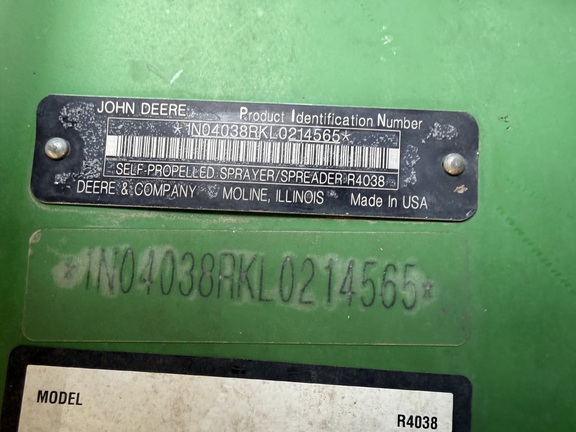 JOHN DEERE Product Identification Number
*1N04038RKL0214565*
SELF-PROPELLED SPRAYER/SPREADER R4038
DEERE & COMPANY MOLINE, ILLINOIS Made In USA
*1N04038RKL0214565*
MODEL R4038